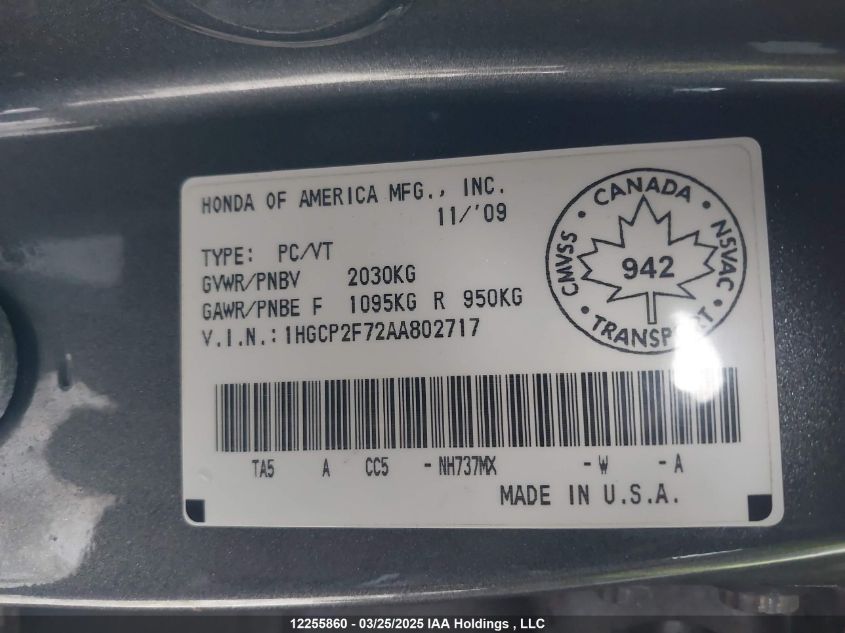 HONDA OF AMERICA MFG., INC.
11/'09
TYPE: PC/VT
GVWR/PNBV 2030KG
GAWR/PNBE F 1095KG R 950KG
V.I.N.: 1HGCP2F72AA802717
CANADA
CMVSS 942 NSVAC
TRANSPORT
TA5 A CC5 - NH737MX - W - A
MADE IN U.S.A.
12255860 - 03/25/2025 IAA Holdings, LLC